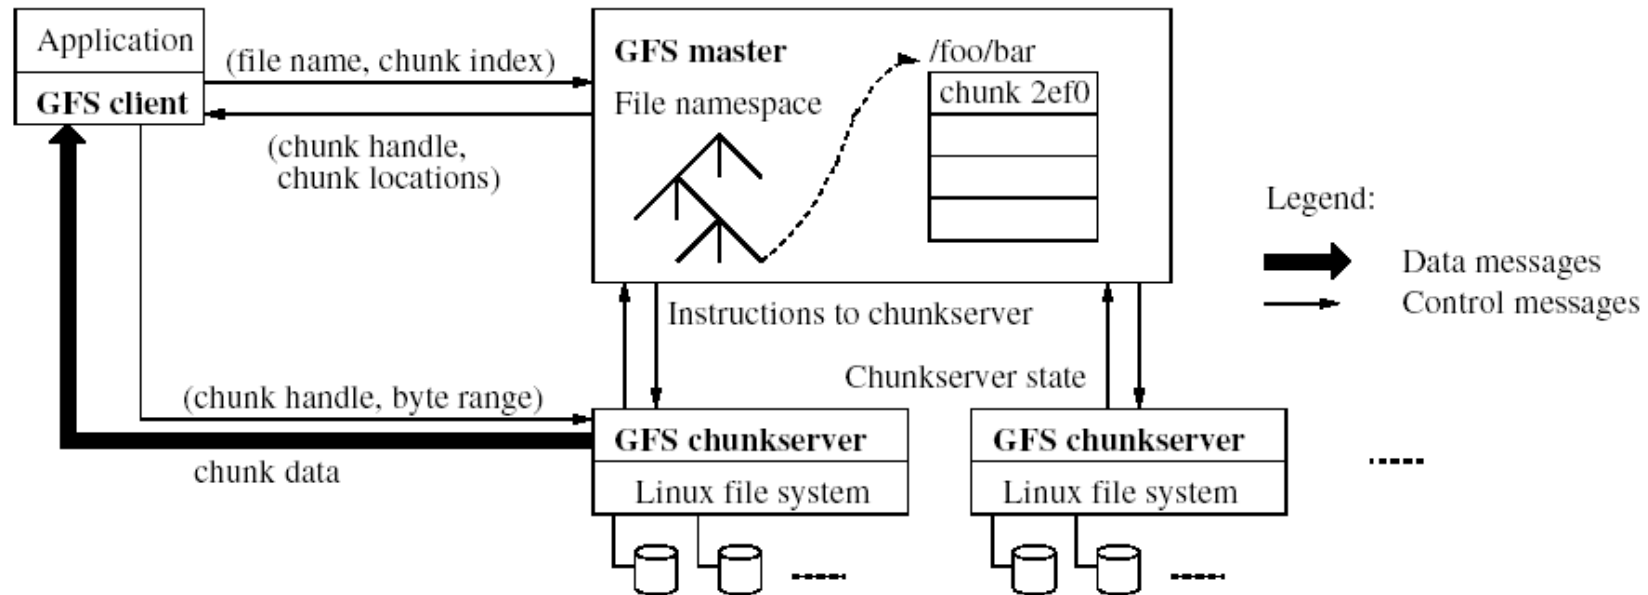 Application
GFS client
(file name, chunk index)
(chunk handle,
chunk locations)
GFS master
File namespace
/foo/bar
chunk 2ef0
Legend:
Data messages
Control messages
Instructions to chunkserver
Chunkserver state
(chunk handle, byte range)
chunk data
GFS chunkserver
Linux file system
GFS chunkserver
Linux file system